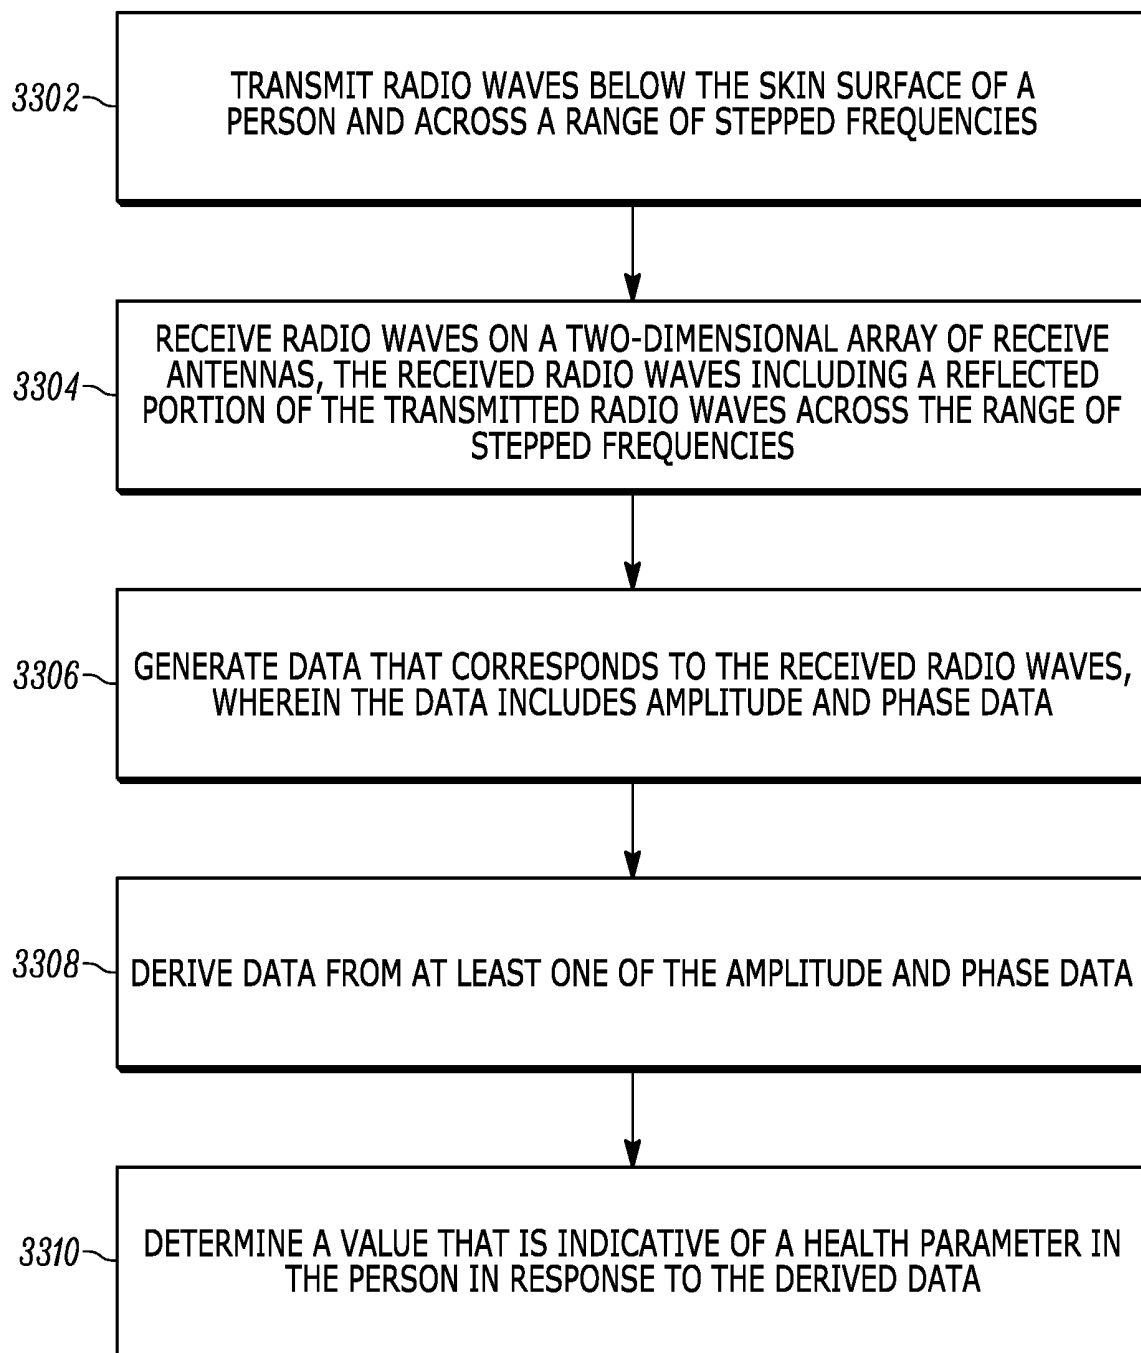 3302
TRANSMIT RADIO WAVES BELOW THE SKIN SURFACE OF A
PERSON AND ACROSS A RANGE OF STEPPED FREQUENCIES
3304
RECEIVE RADIO WAVES ON A TWO-DIMENSIONAL ARRAY OF RECEIVE
ANTENNAS, THE RECEIVED RADIO WAVES INCLUDING A REFLECTED
PORTION OF THE TRANSMITTED RADIO WAVES ACROSS THE RANGE OF
STEPPED FREQUENCIES
3306
GENERATE DATA THAT CORRESPONDS TO THE RECEIVED RADIO WAVES,
WHEREIN THE DATA INCLUDES AMPLITUDE AND PHASE DATA
3308
DERIVE DATA FROM AT LEAST ONE OF THE AMPLITUDE AND PHASE DATA
3310
DETERMINE A VALUE THAT IS INDICATIVE OF A HEALTH PARAMETER IN
THE PERSON IN RESPONSE TO THE DERIVED DATA